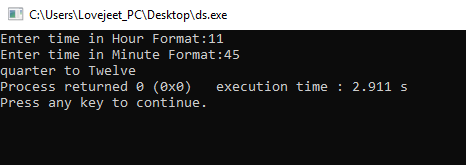 C:\Users\Lovejeet_PC\Desktop\ds.exe
Enter time in Hour Format:11
Enter time in Minute Format:45
quarter to Twelve
Process returned 0 (0x0)   execution time : 2.911 s
Press any key to continue.